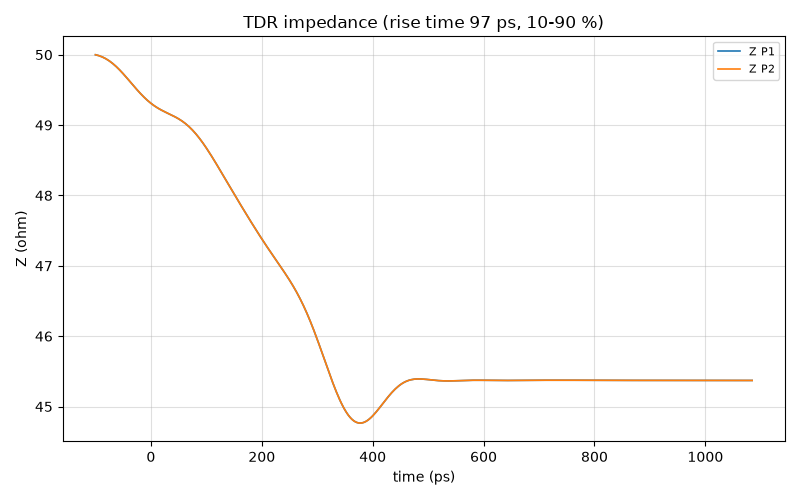 TDR impedance (rise time 97 ps, 10-90 %)
Z P1
Z P2
50
49
48
47
46
45
Z (ohm)
0 200 400 600 800 1000
time (ps)